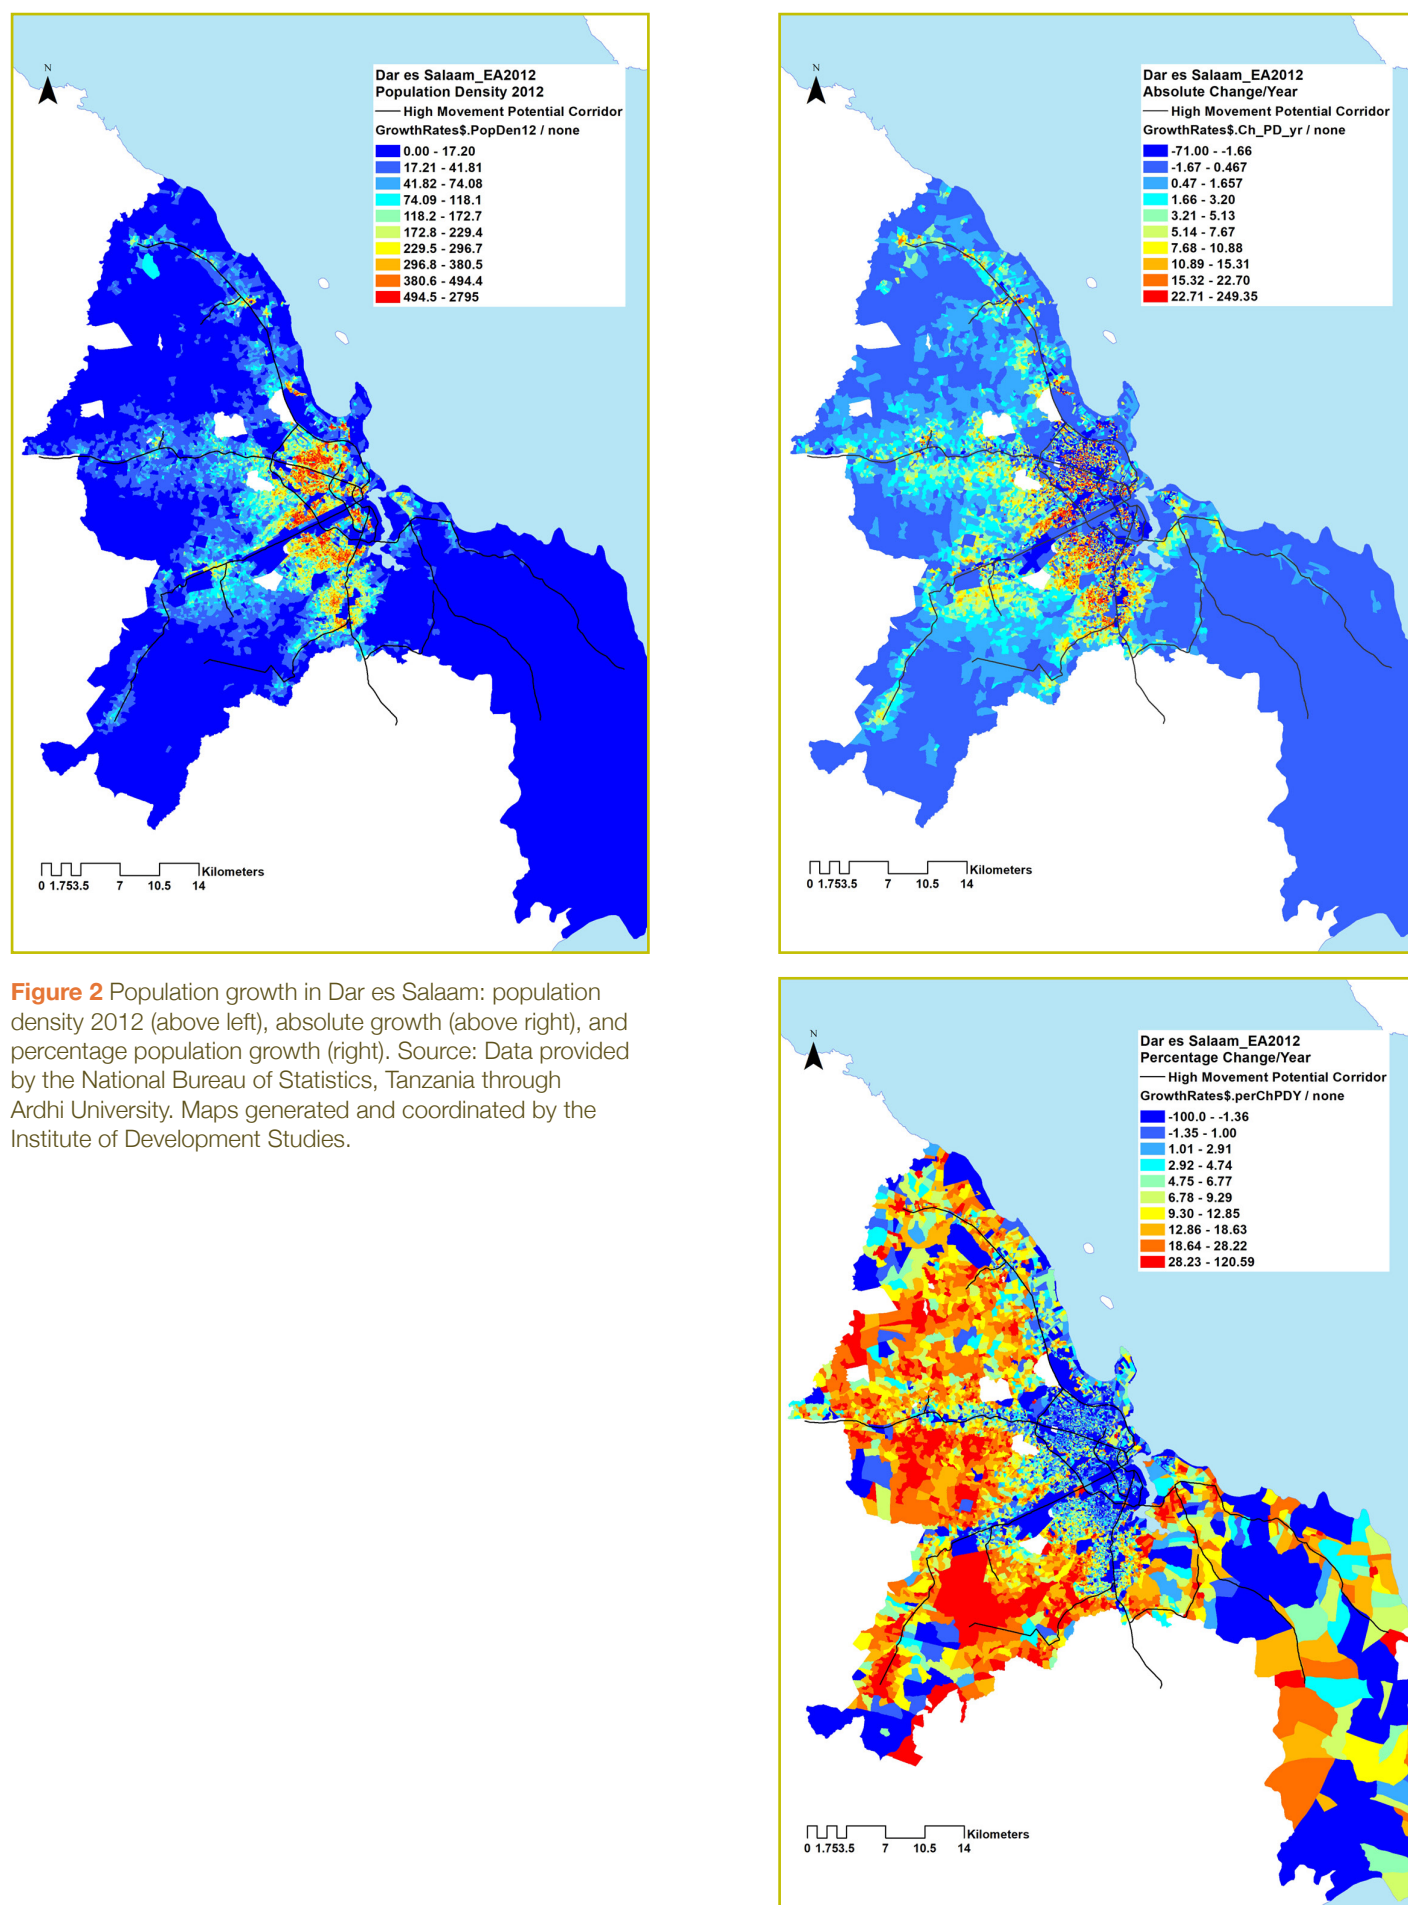 N
Dar es Salaam_EA2012
Population Density 2012
High Movement Potential Corridor
GrowthRates$.PopDen12 / none
0.00 - 17.20
17.21 - 41.81
41.82 - 74.08
74.09 - 118.1
118.2 - 172.7
172.8 - 229.4
229.5 - 296.7
296.8 - 380.5
380.6 - 494.4
494.5 - 2795
Kilometers
0 1.753.5 7 10.5 14
N
Dar es Salaam_EA2012
Absolute Change/Year
High Movement Potential Corridor
GrowthRates$.Ch_PD_yr / none
-71.00 - -1.66
-1.67 - 0.467
0.47 - 1.657
1.66 - 3.20
3.21 - 5.13
5.14 - 7.67
7.68 - 10.88
10.89 - 15.31
15.32 - 22.70
22.71 - 249.35
Kilometers
0 1.753.5 7 10.5 14
Figure 2 Population growth in Dar es Salaam: population
density 2012 (above left), absolute growth (above right), and
percentage population growth (right). Source: Data provided
by the National Bureau of Statistics, Tanzania through
Ardhi University. Maps generated and coordinated by the
Institute of Development Studies.
N
Dar es Salaam_EA2012
Percentage Change/Year
High Movement Potential Corridor
GrowthRates$.perChPDY / none
-100.0 - -1.36
-1.35 - 1.00
1.01 - 2.91
2.92 - 4.74
4.75 - 6.77
6.78 - 9.29
9.30 - 12.85
12.86 - 18.63
18.64 - 28.22
28.23 - 120.59
Kilometers
0 1.753.5 7 10.5 14